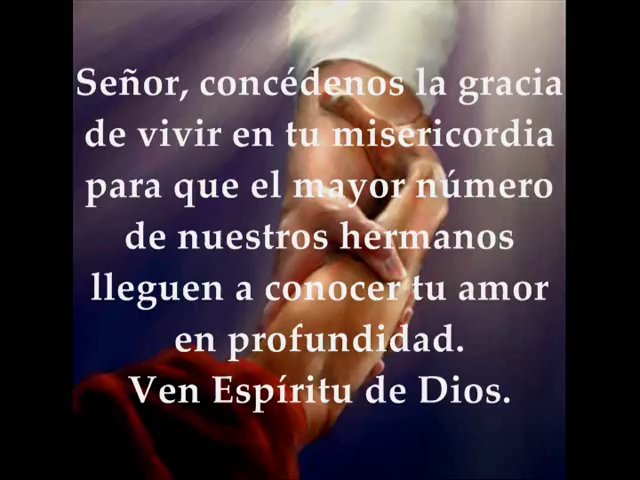 Señor, concédenos la gracia
de vivir en tu misericordia
para que el mayor número
de nuestros hermanos
lleguen a conocer tu amor
en profundidad.
Ven Espíritu de Dios.